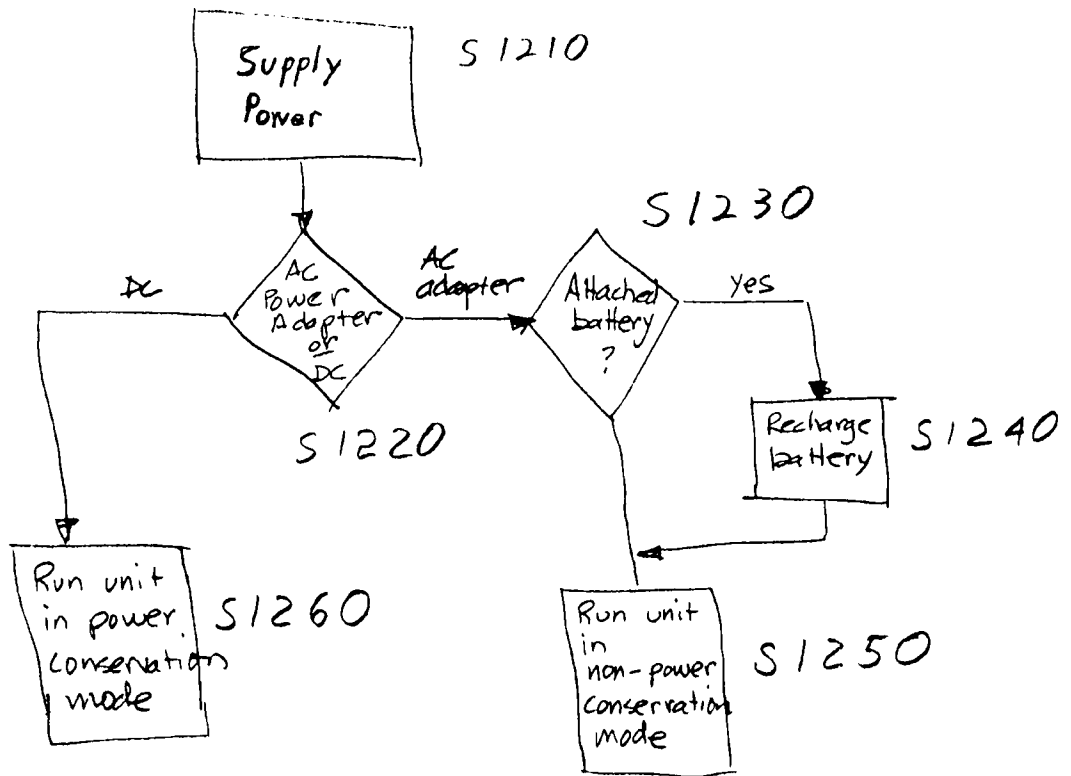 Supply
Power
S1210
AC
Power
Adapter
or
DC
S1220
DC
AC
adapter
Attached
battery
?
S1230
yes
Recharge
battery
S1240
Run unit
in
non-power
conservation
mode
S1250
Run unit
in power
conservation
mode
S1260